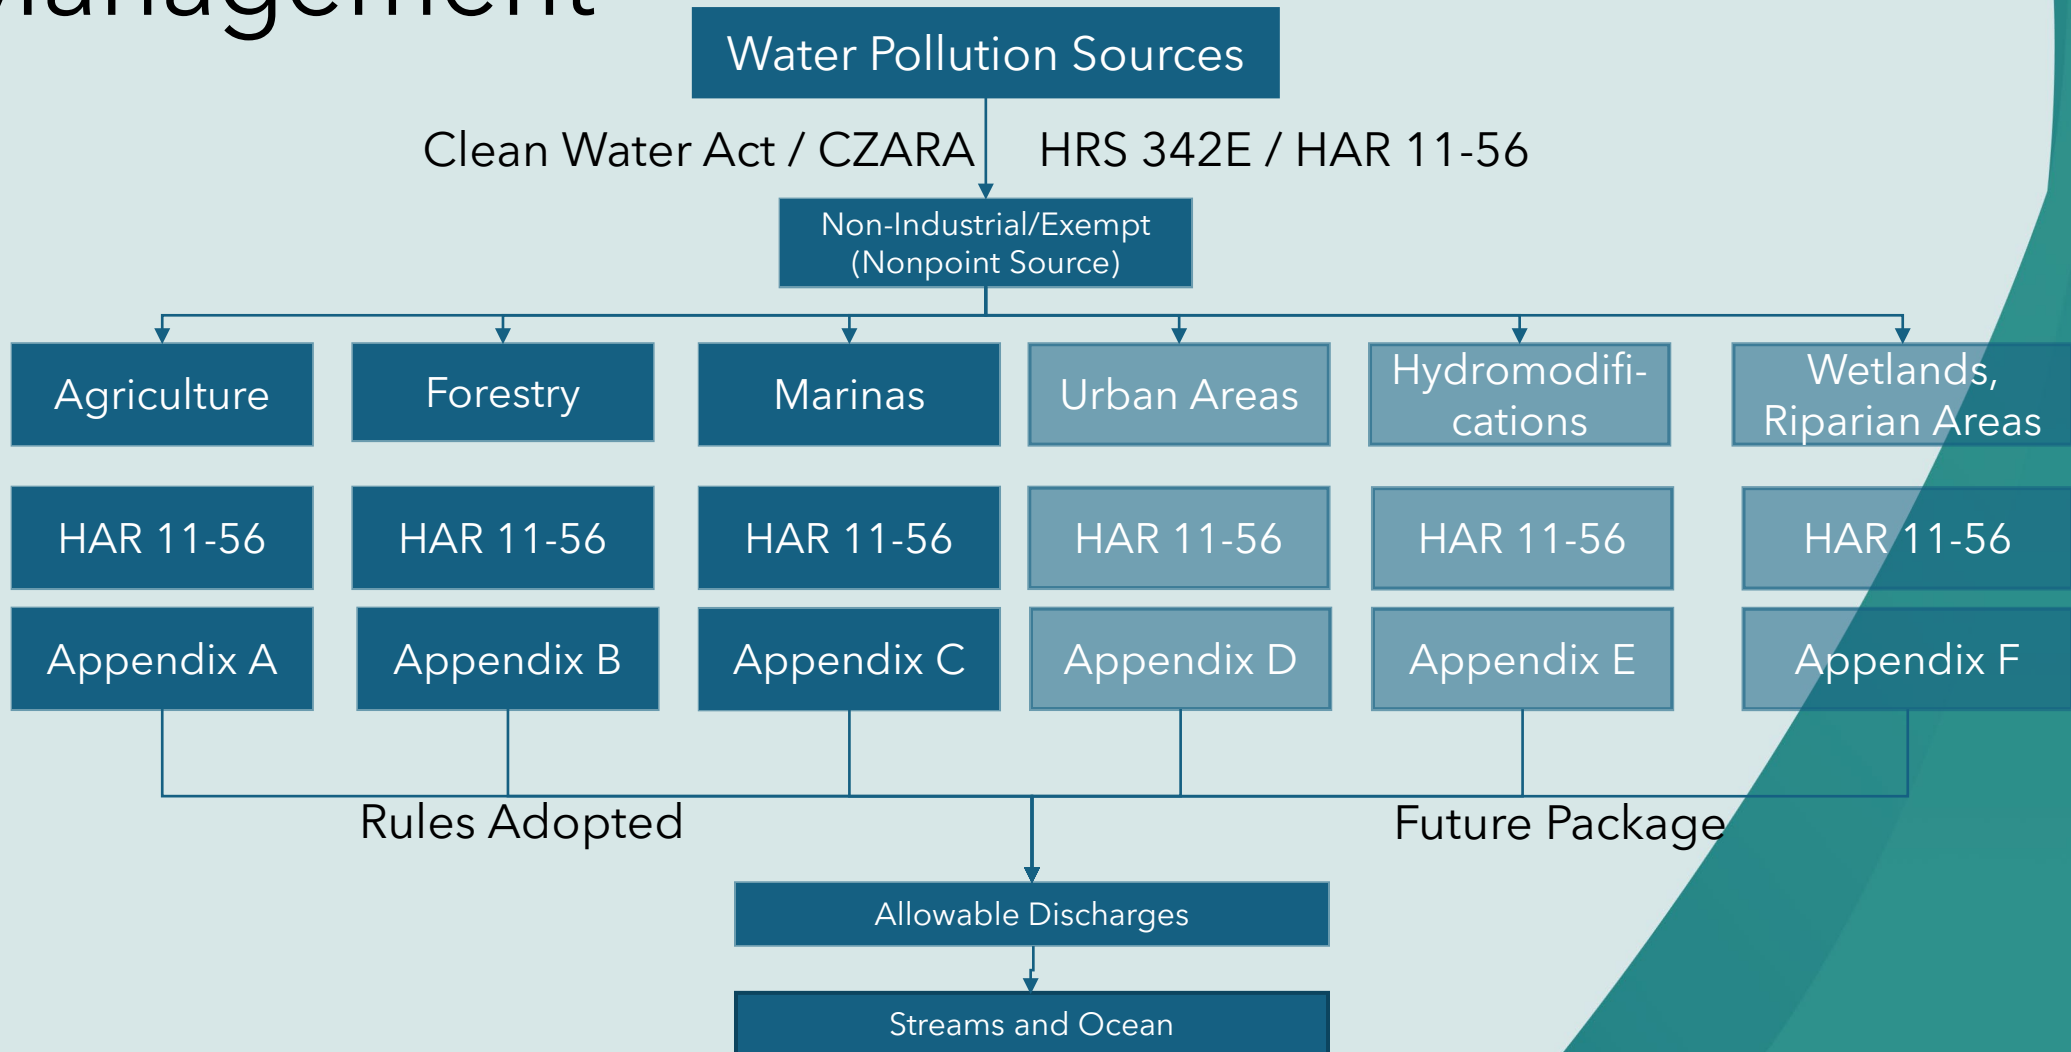 Management
Water Pollution Sources
Clean Water Act / CZARA
HRS 342E / HAR 11-56
Non-Industrial/Exempt
(Nonpoint Source)
Agriculture
Forestry
Marinas
Urban Areas
Hydromodifi-
cations
Wetlands,
Riparian Areas
HAR 11-56
HAR 11-56
HAR 11-56
HAR 11-56
HAR 11-56
HAR 11-56
Appendix A
Appendix B
Appendix C
Appendix D
Appendix E
Appendix F
Rules Adopted
Future Package
Allowable Discharges
Streams and Ocean